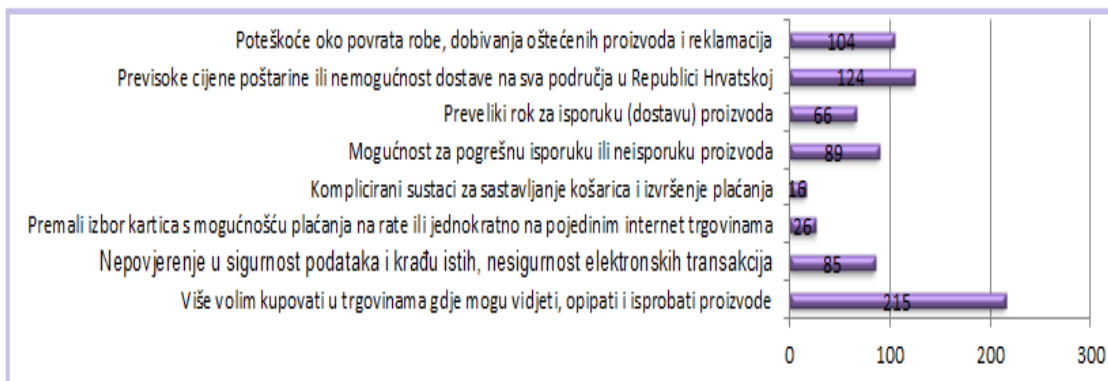 Poteškoće oko povrata robe, dobivanja oštećenih proizvoda i reklamacija
104
Previsoke cijene poštarine ili nemogućnost dostave na sva područja u Republici Hrvatskoj
124
Preveliki rok za isporuku (dostavu) proizvoda
66
Mogućnost za pogrešnu isporuku ili neisporuku proizvoda
89
Komplicirani sustaci za sastavljanje košarica i izvršenje plaćanja
16
Premali izbor kartica s mogućnošću plaćanja na rate ili jednokratno na pojedinim internet trgovinama
26
Nepovjerenje u sigurnost podataka i krađu istih, nesigurnost elektronskih transakcija
85
Više volim kupovati u trgovinama gdje mogu vidjeti, opipati i isprobati proizvode
215
0 100 200 300